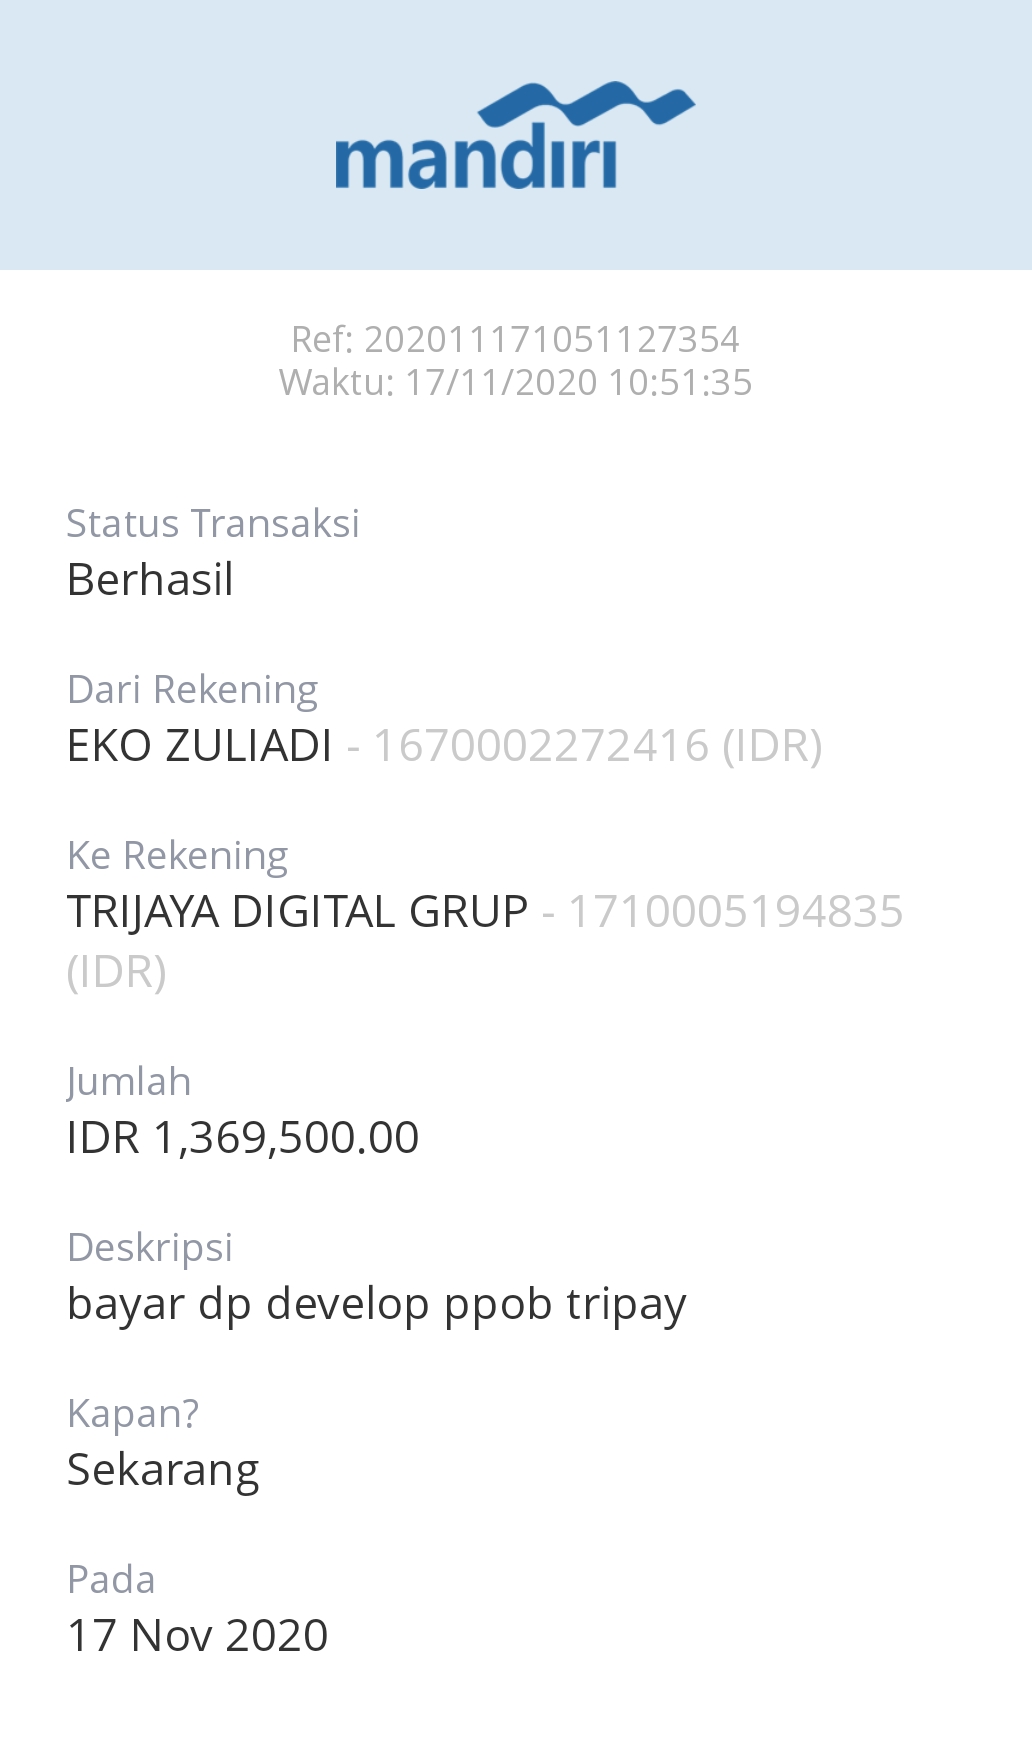 mandiri
Ref: 202011171051127354
Waktu: 17/11/2020 10:51:35
Status Transaksi
Berhasil
Dari Rekening
EKO ZULIADI - 1670002272416 (IDR)
Ke Rekening
TRIJAYA DIGITAL GRUP - 1710005194835
(IDR)
Jumlah
IDR 1,369,500.00
Deskripsi
bayar dp develop ppob tripay
Kapan?
Sekarang
Pada
17 Nov 2020